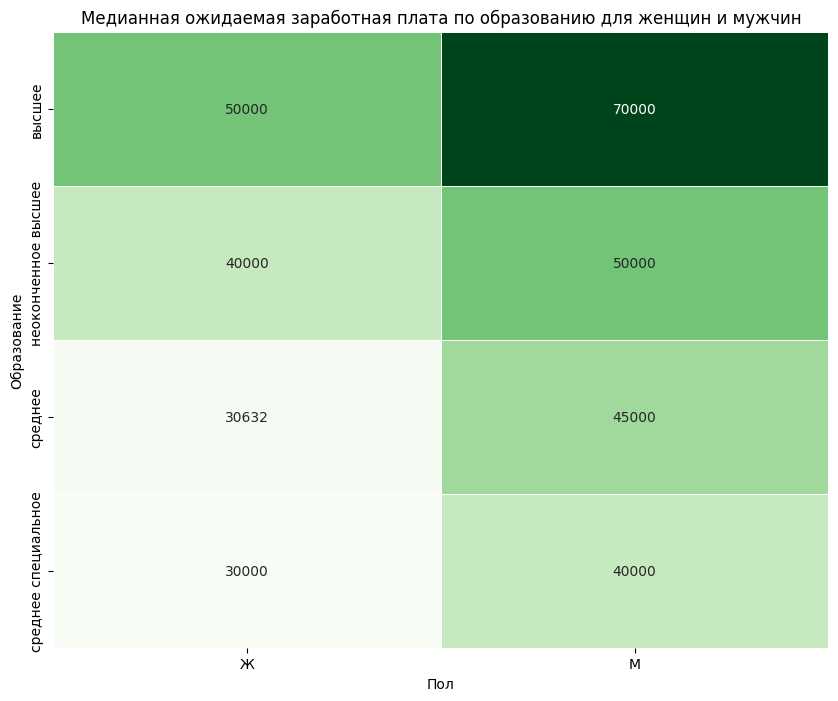 Медианная ожидаемая заработная плата по образованию для женщин и мужчин
Образование
высшее
50000
70000
неоконченное высшее
40000
50000
среднее
30632
45000
среднее специальное
30000
40000
Ж
М
Пол